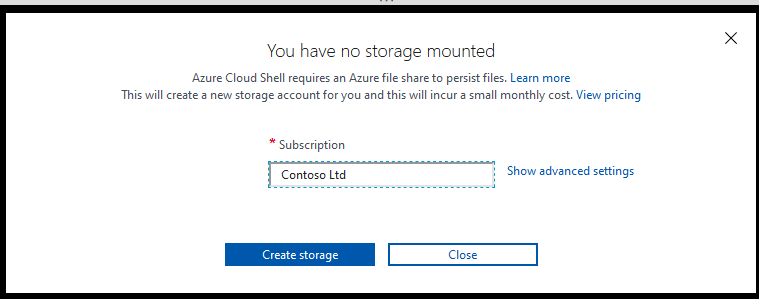 You have no storage mounted
Azure Cloud Shell requires an Azure file share to persist files. Learn more
This will create a new storage account for you and this will incur a small monthly cost. View pricing
* Subscription
Contoso Ltd
Show advanced settings
Create storage
Close